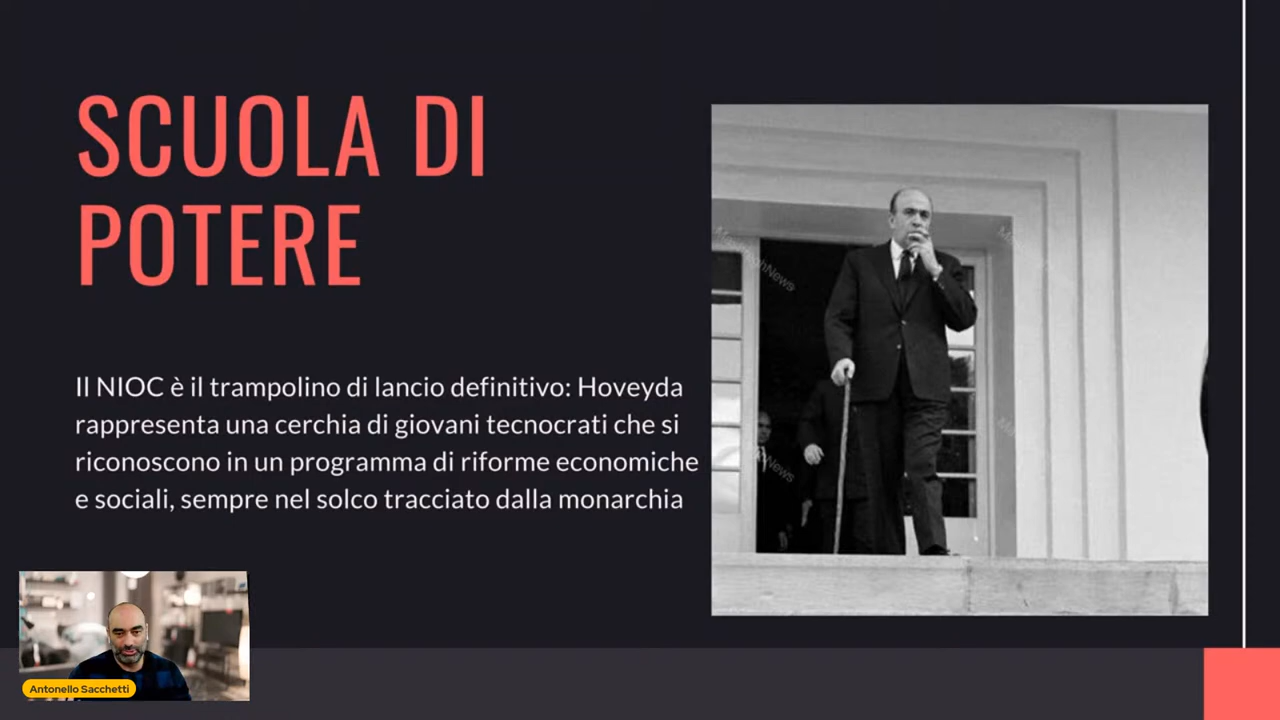 SCUOLA DI
POTERE
Il NIOC è il trampolino di lancio definitivo: Hoveyda
rappresenta una cerchia di giovani tecnocrati che si
riconoscono in un programma di riforme economiche
e sociali, sempre nel solco tracciato dalla monarchia
Antonello Sacchetti